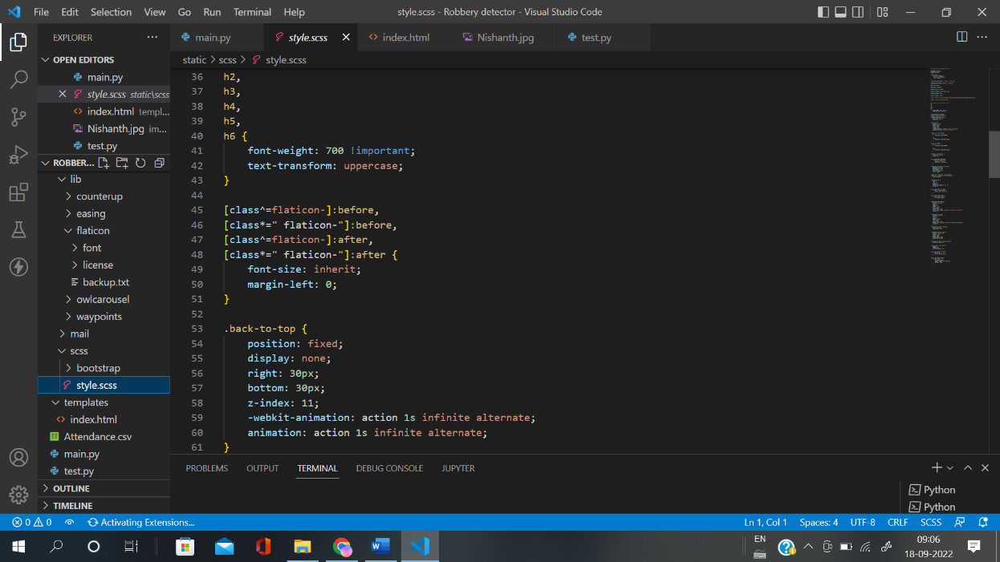 File Edit Selection View Go Run Terminal Help style.scss - Robbery detector - Visual Studio Code
EXPLORER
main.py style.scss index.html Nishanth.jpg test.py
static > scss > style.scss
OPEN EDITORS
main.py
style.scss static\scss
index.html templ...
Nishanth.jpg im...
test.py
ROBBER...
lib
counterup
easing
flaticon
font
license
backup.txt
owlcarousel
waypoints
mail
scss
bootstrap
style.scss
templates
index.html
Attendance.csv
main.py
test.py
OUTLINE
TIMELINE
36 h2,
37 h3,
38 h4,
39 h5,
40 h6 {
41 font-weight: 700 !important;
42 text-transform: uppercase;
43 }
44
45 [class^=flaticon-]:before,
46 [class*=" flaticon-"]:before,
47 [class^=flaticon-]:after,
48 [class*=" flaticon-"]:after {
49 font-size: inherit;
50 margin-left: 0;
51 }
52
53 .back-to-top {
54 position: fixed;
55 display: none;
56 right: 30px;
57 bottom: 30px;
58 z-index: 11;
59 -webkit-animation: action 1s infinite alternate;
60 animation: action 1s infinite alternate;
61 }
PROBLEMS OUTPUT TERMINAL DEBUG CONSOLE JUPYTER
Python
Python
0 0 Activating Extensions... Ln 1, Col 1 Spaces: 4 UTF-8 CRLF SCSS
EN
09:06
18-09-2022